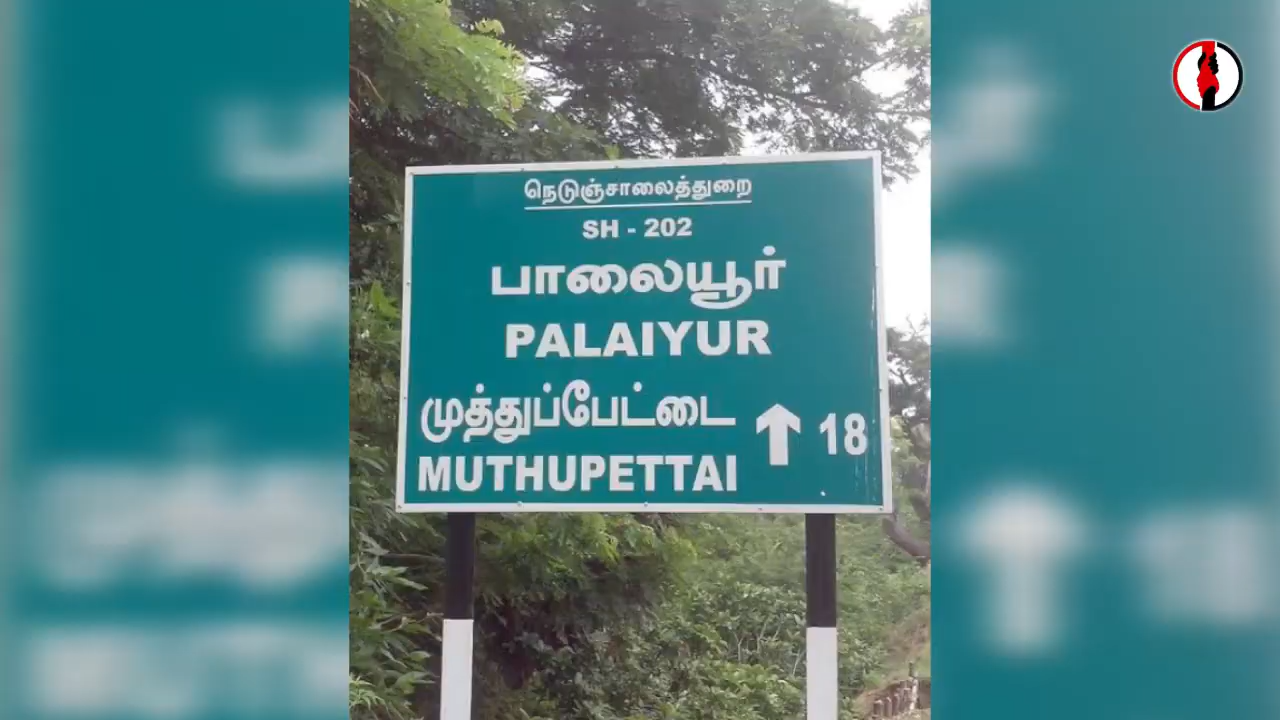 நெடுஞ்சாலைத்துறை
SH - 202
பாலையூர்
PALAIYUR
முத்துப்பேட்டை
MUTHUPETTAI
18